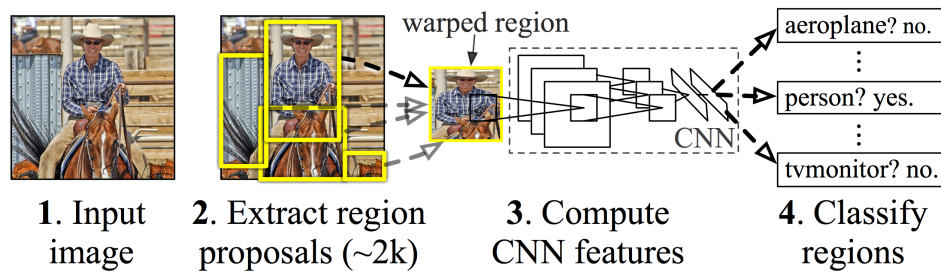 warped region
aeroplane? no.
person? yes.
CNN
tvmonitor? no.
1. Input
image
2. Extract region
proposals (~2k)
3. Compute
CNN features
4. Classify
regions